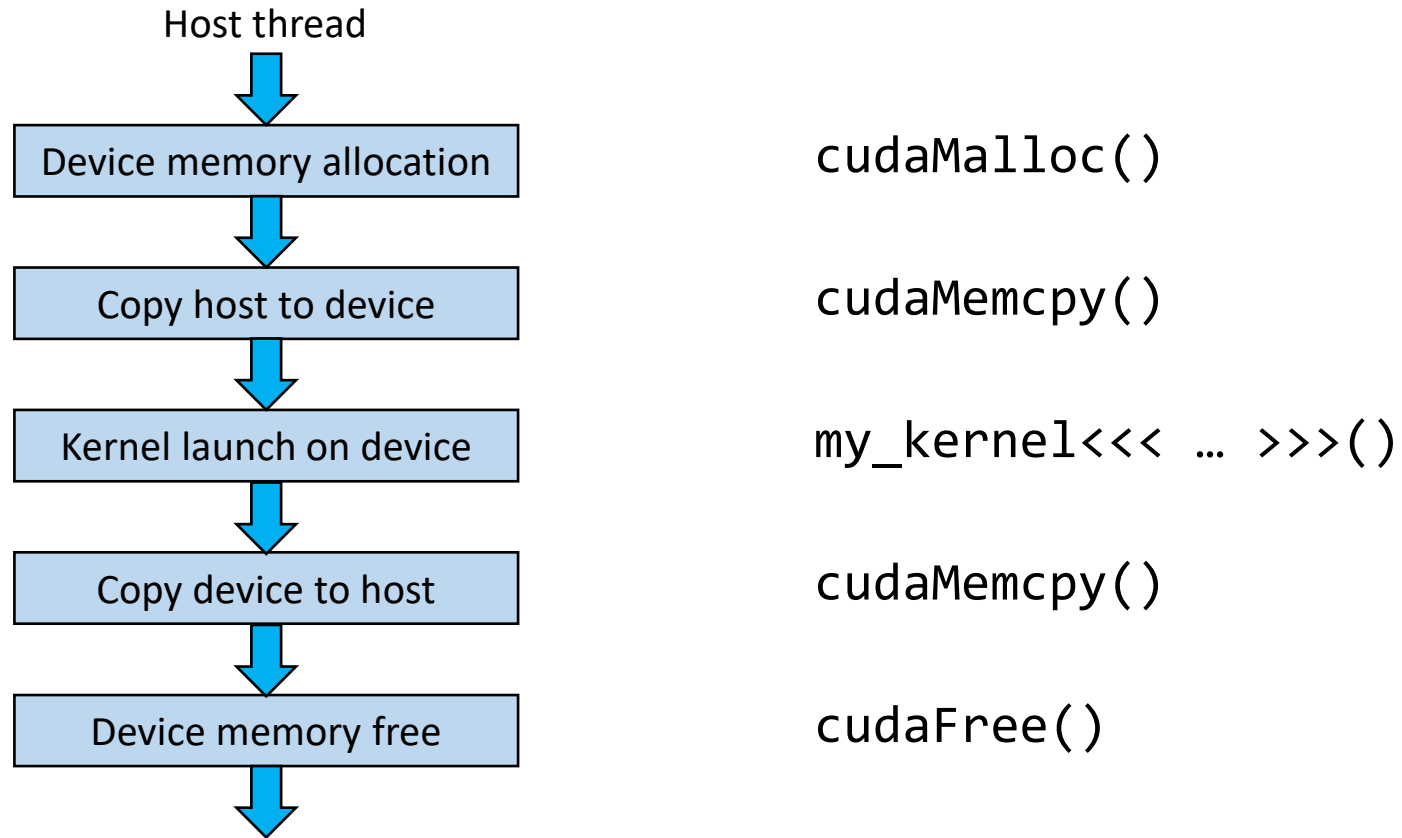 Host thread
Device memory allocation cudaMalloc()
Copy host to device cudaMemcpy()
Kernel launch on device my_kernel<<< … >>>()
Copy device to host cudaMemcpy()
Device memory free cudaFree()